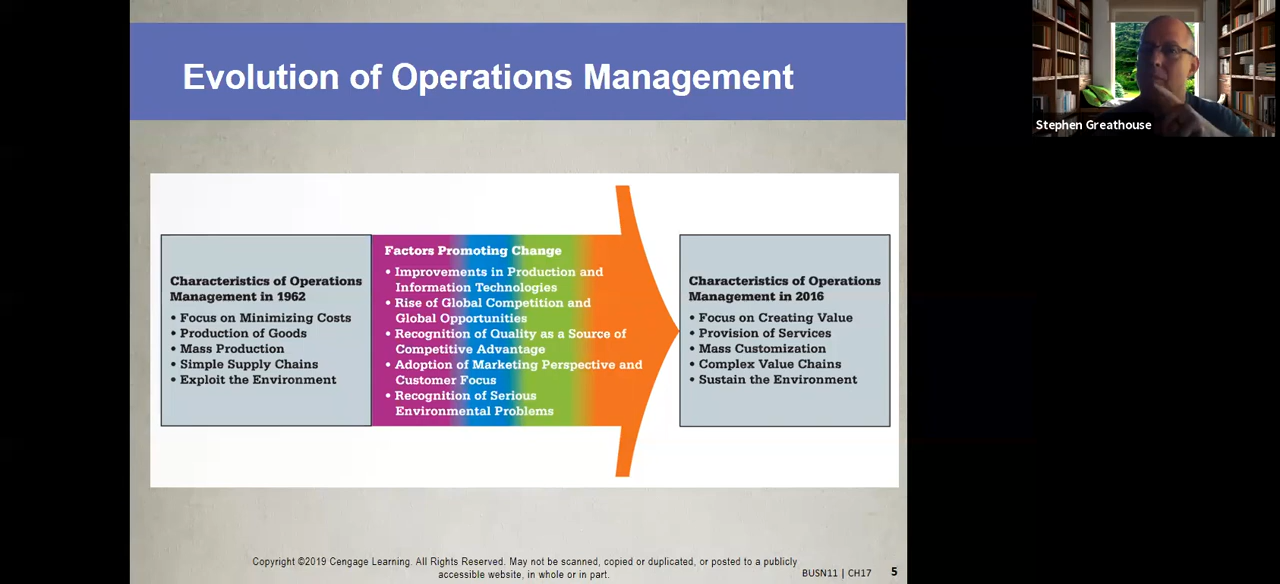 Evolution of Operations Management
Stephen Greathouse
Characteristics of Operations
Management in 1962
• Focus on Minimizing Costs
• Production of Goods
• Mass Production
• Simple Supply Chains
• Exploit the Environment
Factors Promoting Change
• Improvements in Production and
Information Technologies
• Rise of Global Competition and
Global Opportunities
• Recognition of Quality as a Source of
Competitive Advantage
• Adoption of Marketing Perspective and
Customer Focus
• Recognition of Serious
Environmental Problems
Characteristics of Operations
Management in 2016
• Focus on Creating Value
• Provision of Services
• Mass Customization
• Complex Value Chains
• Sustain the Environment
Copyright ©2019 Cengage Learning. All Rights Reserved. May not be scanned, copied or duplicated, or posted to a publicly
accessible website, in whole or in part.
BUSN11 | CH17 5